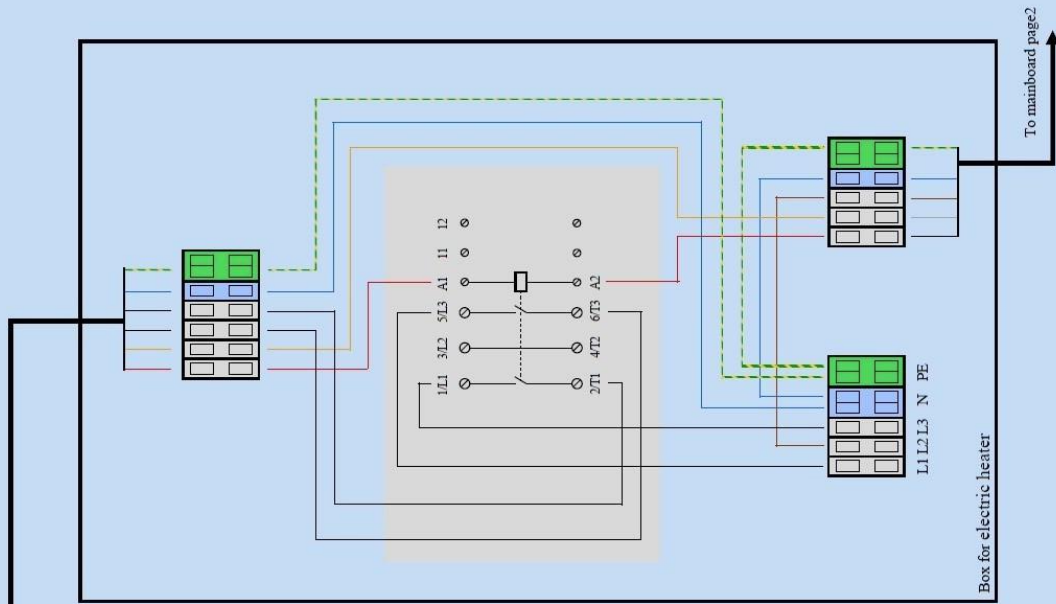 To mainboard page2
12
11
A1
A2
5/L3
6/T3
3/L2
4/T2
1/L1
2/T1
PE
N
L3
L2
L1
Box for electric heater